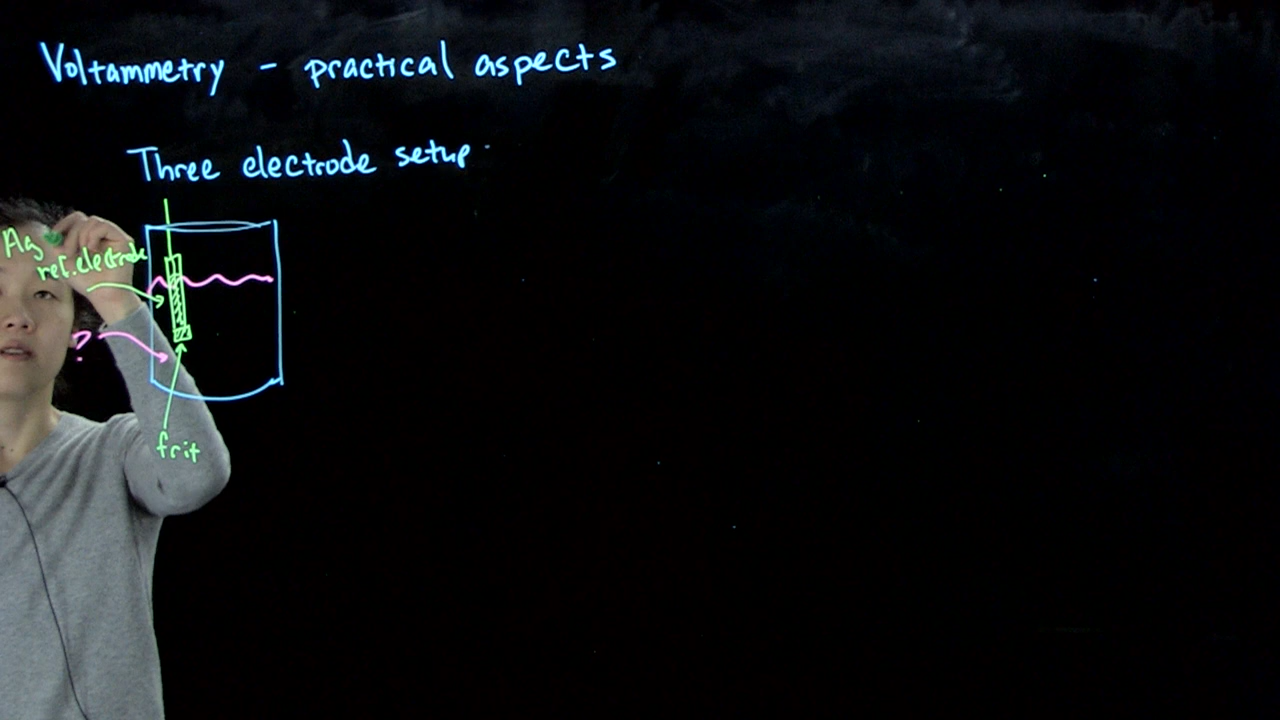 Voltammetry - practical aspects
Three electrode setup
Ag
ref. electrode
?
frit